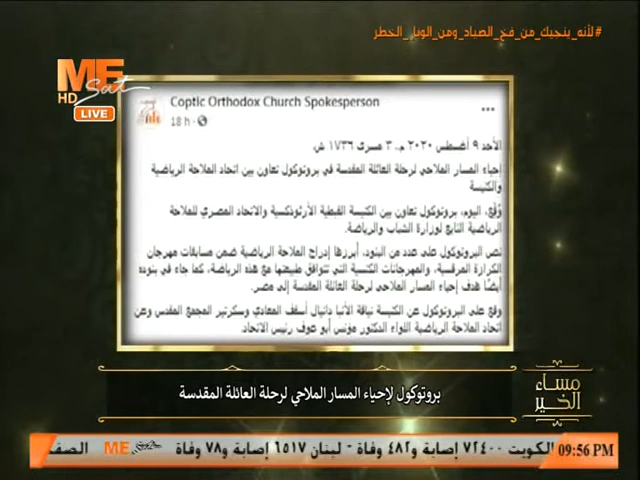 #لأنه_ينجيك_من_فخ_الصياد_ومن_الوبإ_الخطر
ME Sat
HD
LIVE
Coptic Orthodox Church Spokesperson
18 h
الأحد ٩ أغسطس ٢٠٢٠ م.، ٣ مسرى ١٧٣٦ ش.
إحياء المسار الملاحي لرحلة العائلة المقدسة في بروتوكول تعاون بين اتحاد الملاحة الرياضية
والكنيسة
وُقّع، اليوم، بروتوكول تعاون بين الكنيسة القبطية الأرثوذكسية والاتحاد المصري للملاحة
الرياضية التابع لوزارة الشباب والرياضة.
نص البروتوكول على عدد من البنود، أبرزها إدراج الملاحة الرياضية ضمن مسابقات مهرجان
الكرازة المرقسية، والمهرجانات الكنسية التي تتوافق طبيعتها مع هذه الرياضة، كما جاء في بنوده
أيضًا هدف إحياء المسار الملاحي لرحلة العائلة المقدسة إلى مصر.
وقع على البروتوكول عن الكنيسة نيافة الأنبا دانيال أسقف المعادي وسكرتير المجمع المقدس وعن
اتحاد الملاحة الرياضية اللواء الدكتور مؤنس أبو عوف رئيس الاتحاد.
بروتوكول لإحياء المسار الملاحي لرحلة العائلة المقدسة
مساء
الخير
الكويت ٧٢٤٠٠ إصابة و٤٨٢ وفاة - لبنان ٦٥١٧ إصابة و٧٨ وفاة ME Sat الصف
09:56 PM